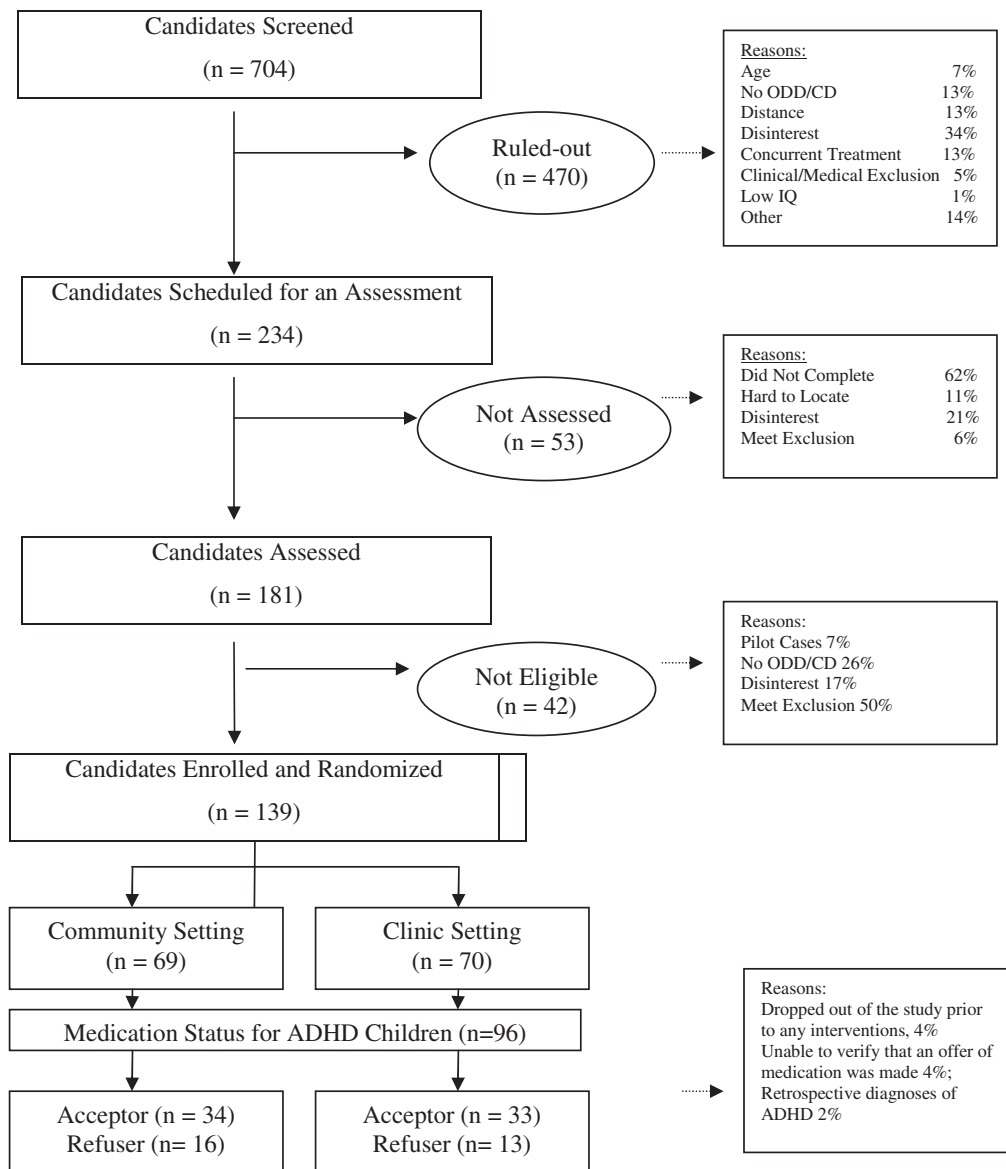 Candidates Screened
(n = 704)
Reasons:
Age 7%
No ODD/CD 13%
Distance 13%
Disinterest 34%
Concurrent Treatment 13%
Clinical/Medical Exclusion 5%
Low IQ 1%
Other 14%
Ruled-out
(n = 470)
Candidates Scheduled for an Assessment
(n = 234)
Reasons:
Did Not Complete 62%
Hard to Locate 11%
Disinterest 21%
Meet Exclusion 6%
Not Assessed
(n = 53)
Candidates Assessed
(n = 181)
Reasons:
Pilot Cases 7%
No ODD/CD 26%
Disinterest 17%
Meet Exclusion 50%
Not Eligible
(n = 42)
Candidates Enrolled and Randomized
(n = 139)
Community Setting
(n = 69)
Clinic Setting
(n = 70)
Medication Status for ADHD Children (n=96)
Acceptor (n = 34)
Refuser (n= 16)
Acceptor (n = 33)
Refuser (n = 13)
Reasons:
Dropped out of the study prior
to any interventions, 4%
Unable to verify that an offer of
medication was made 4%;
Retrospective diagnoses of
ADHD 2%